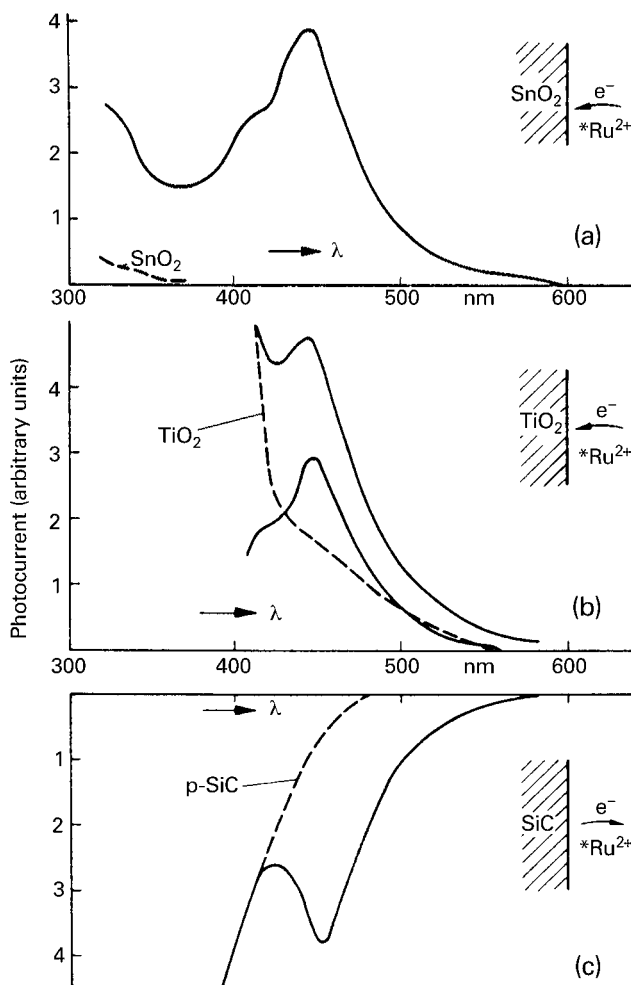 Photocurrent (arbitrary units)
4
3
2
1
SnO2
e−
*Ru2+
SnO2
λ
(a)
300
400
500
nm
600
4
3
2
1
TiO2
TiO2
e−
*Ru2+
λ
(b)
300
400
500
nm
600
λ
1
2
3
4
p-SiC
SiC
e−
*Ru2+
(c)